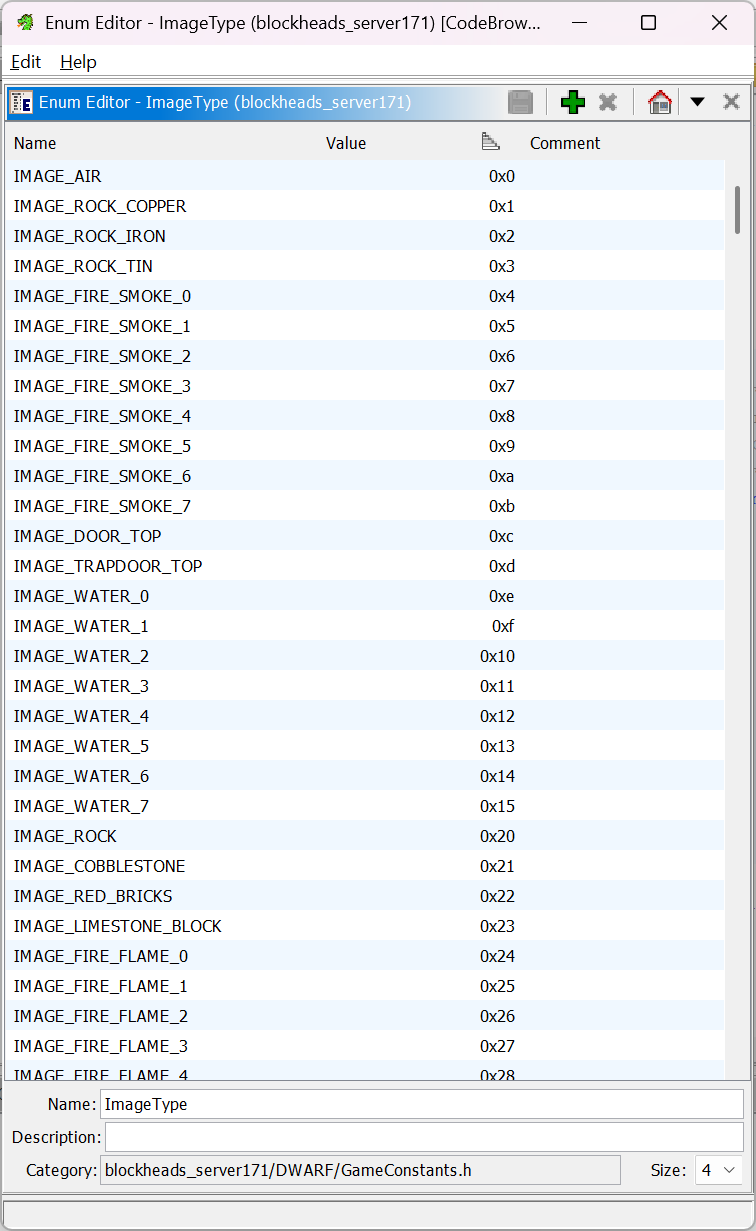 Enum Editor - ImageType (blockheads_server171) [CodeBrow...
Edit Help
Enum Editor - ImageType (blockheads_server171)
Name Value Comment
IMAGE_AIR 0x0
IMAGE_ROCK_COPPER 0x1
IMAGE_ROCK_IRON 0x2
IMAGE_ROCK_TIN 0x3
IMAGE_FIRE_SMOKE_0 0x4
IMAGE_FIRE_SMOKE_1 0x5
IMAGE_FIRE_SMOKE_2 0x6
IMAGE_FIRE_SMOKE_3 0x7
IMAGE_FIRE_SMOKE_4 0x8
IMAGE_FIRE_SMOKE_5 0x9
IMAGE_FIRE_SMOKE_6 0xa
IMAGE_FIRE_SMOKE_7 0xb
IMAGE_DOOR_TOP 0xc
IMAGE_TRAPDOOR_TOP 0xd
IMAGE_WATER_0 0xe
IMAGE_WATER_1 0xf
IMAGE_WATER_2 0x10
IMAGE_WATER_3 0x11
IMAGE_WATER_4 0x12
IMAGE_WATER_5 0x13
IMAGE_WATER_6 0x14
IMAGE_WATER_7 0x15
IMAGE_ROCK 0x20
IMAGE_COBBLESTONE 0x21
IMAGE_RED_BRICKS 0x22
IMAGE_LIMESTONE_BLOCK 0x23
IMAGE_FIRE_FLAME_0 0x24
IMAGE_FIRE_FLAME_1 0x25
IMAGE_FIRE_FLAME_2 0x26
IMAGE_FIRE_FLAME_3 0x27
IMAGE_FIRE_FLAME_4 0x28
Name: ImageType
Description:
Category: blockheads_server171/DWARF/GameConstants.h Size: 4